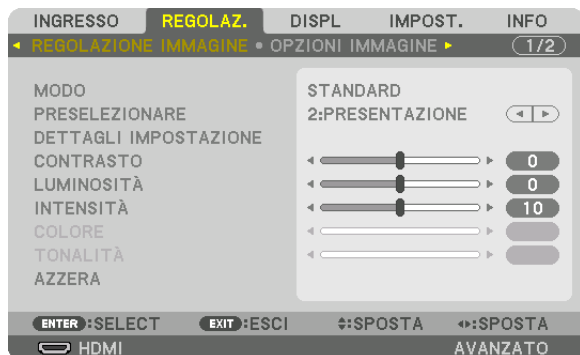 INGRESSO REGOLAZ. DISPL IMPOST. INFO
REGOLAZIONE IMMAGINE • OPZIONI IMMAGINE 1/2
MODO STANDARD
PRESELEZIONARE 2:PRESENTAZIONE
DETTAGLI IMPOSTAZIONE
CONTRASTO 0
LUMINOSITÀ 0
INTENSITÀ 10
COLORE
TONALITÀ
AZZERA
ENTER :SELECT EXIT :ESCI :SPOSTA :SPOSTA
HDMI AVANZATO